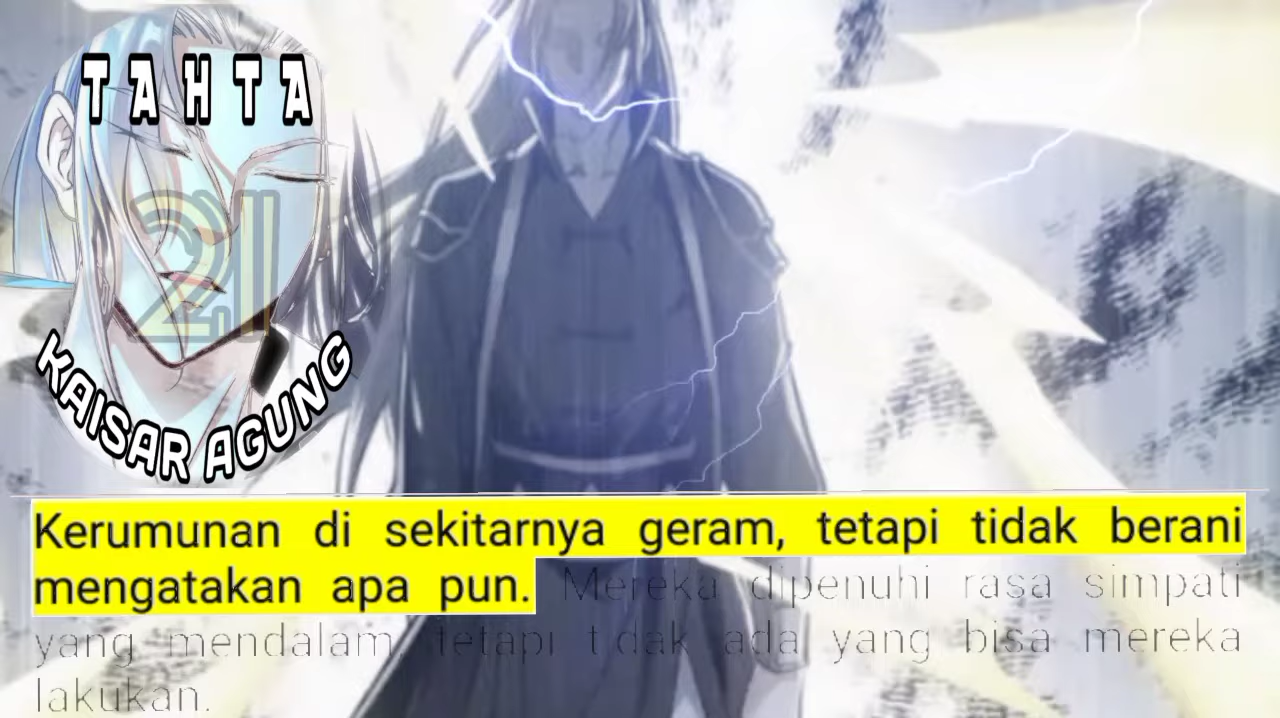 TAHTA
21
KAISAR AGUNG
Kerumunan di sekitarnya geram, tetapi tidak berani
mengatakan apa pun. Mereka dipenuhi rasa simpati
yang mendalam, tetapi tidak ada yang bisa mereka
lakukan.